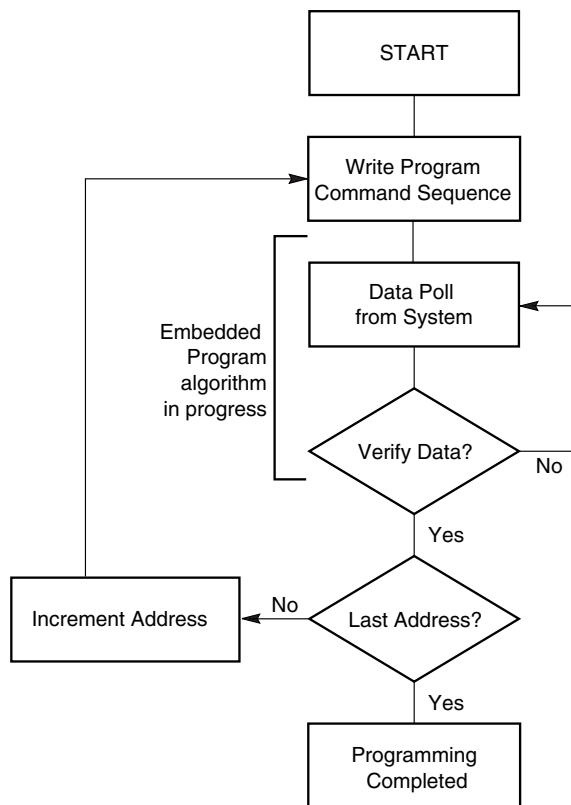 START
Write Program
Command Sequence
Data Poll
from System
Embedded
Program
algorithm
in progress
Verify Data?
No
Yes
Increment Address
No
Last Address?
Yes
Programming
Completed